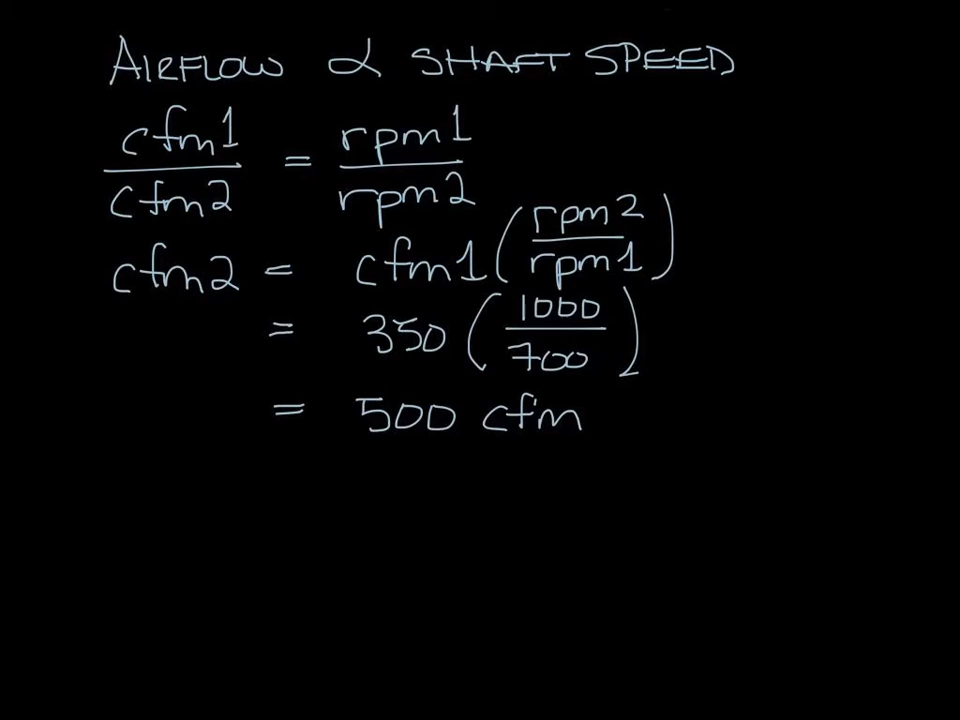 AIRFLOW ∝ SHAFT SPEED
cfm1/cfm2 = rpm1/rpm2
cfm2 = cfm1(rpm2/rpm1)
= 350(1000/700)
= 500 cfm